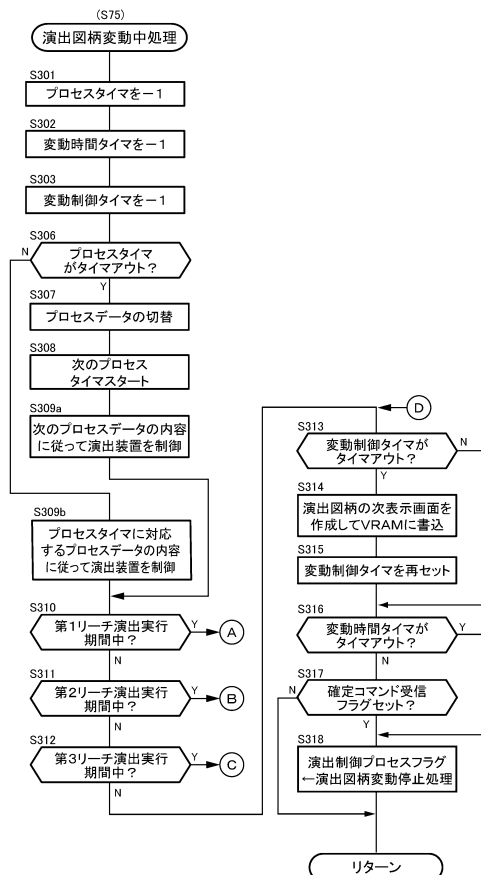 (S75)
演出図柄変動中処理
S301
プロセスタイマを－1
S302
変動時間タイマを－1
S303
変動制御タイマを－1
S306
プロセスタイマ
がタイマアウト？
N
Y
S307
プロセスデータの切替
S308
次のプロセス
タイマスタート
S309a
次のプロセスデータの内容
に従って演出装置を制御
S309b
プロセスタイマに対応
するプロセスデータの内容
に従って演出装置を制御
S310
第1リーチ演出実行
期間中？
Y
A
N
S311
第2リーチ演出実行
期間中？
Y
B
N
S312
第3リーチ演出実行
期間中？
Y
C
N
D
S313
変動制御タイマが
タイマアウト？
N
Y
S314
演出図柄の次表示画面を
作成してVRAMに書込
S315
変動制御タイマを再セット
S316
変動時間タイマが
タイマアウト？
Y
N
S317
確定コマンド受信
フラグセット？
N
Y
S318
演出制御プロセスフラグ
←演出図柄変動停止処理
リターン